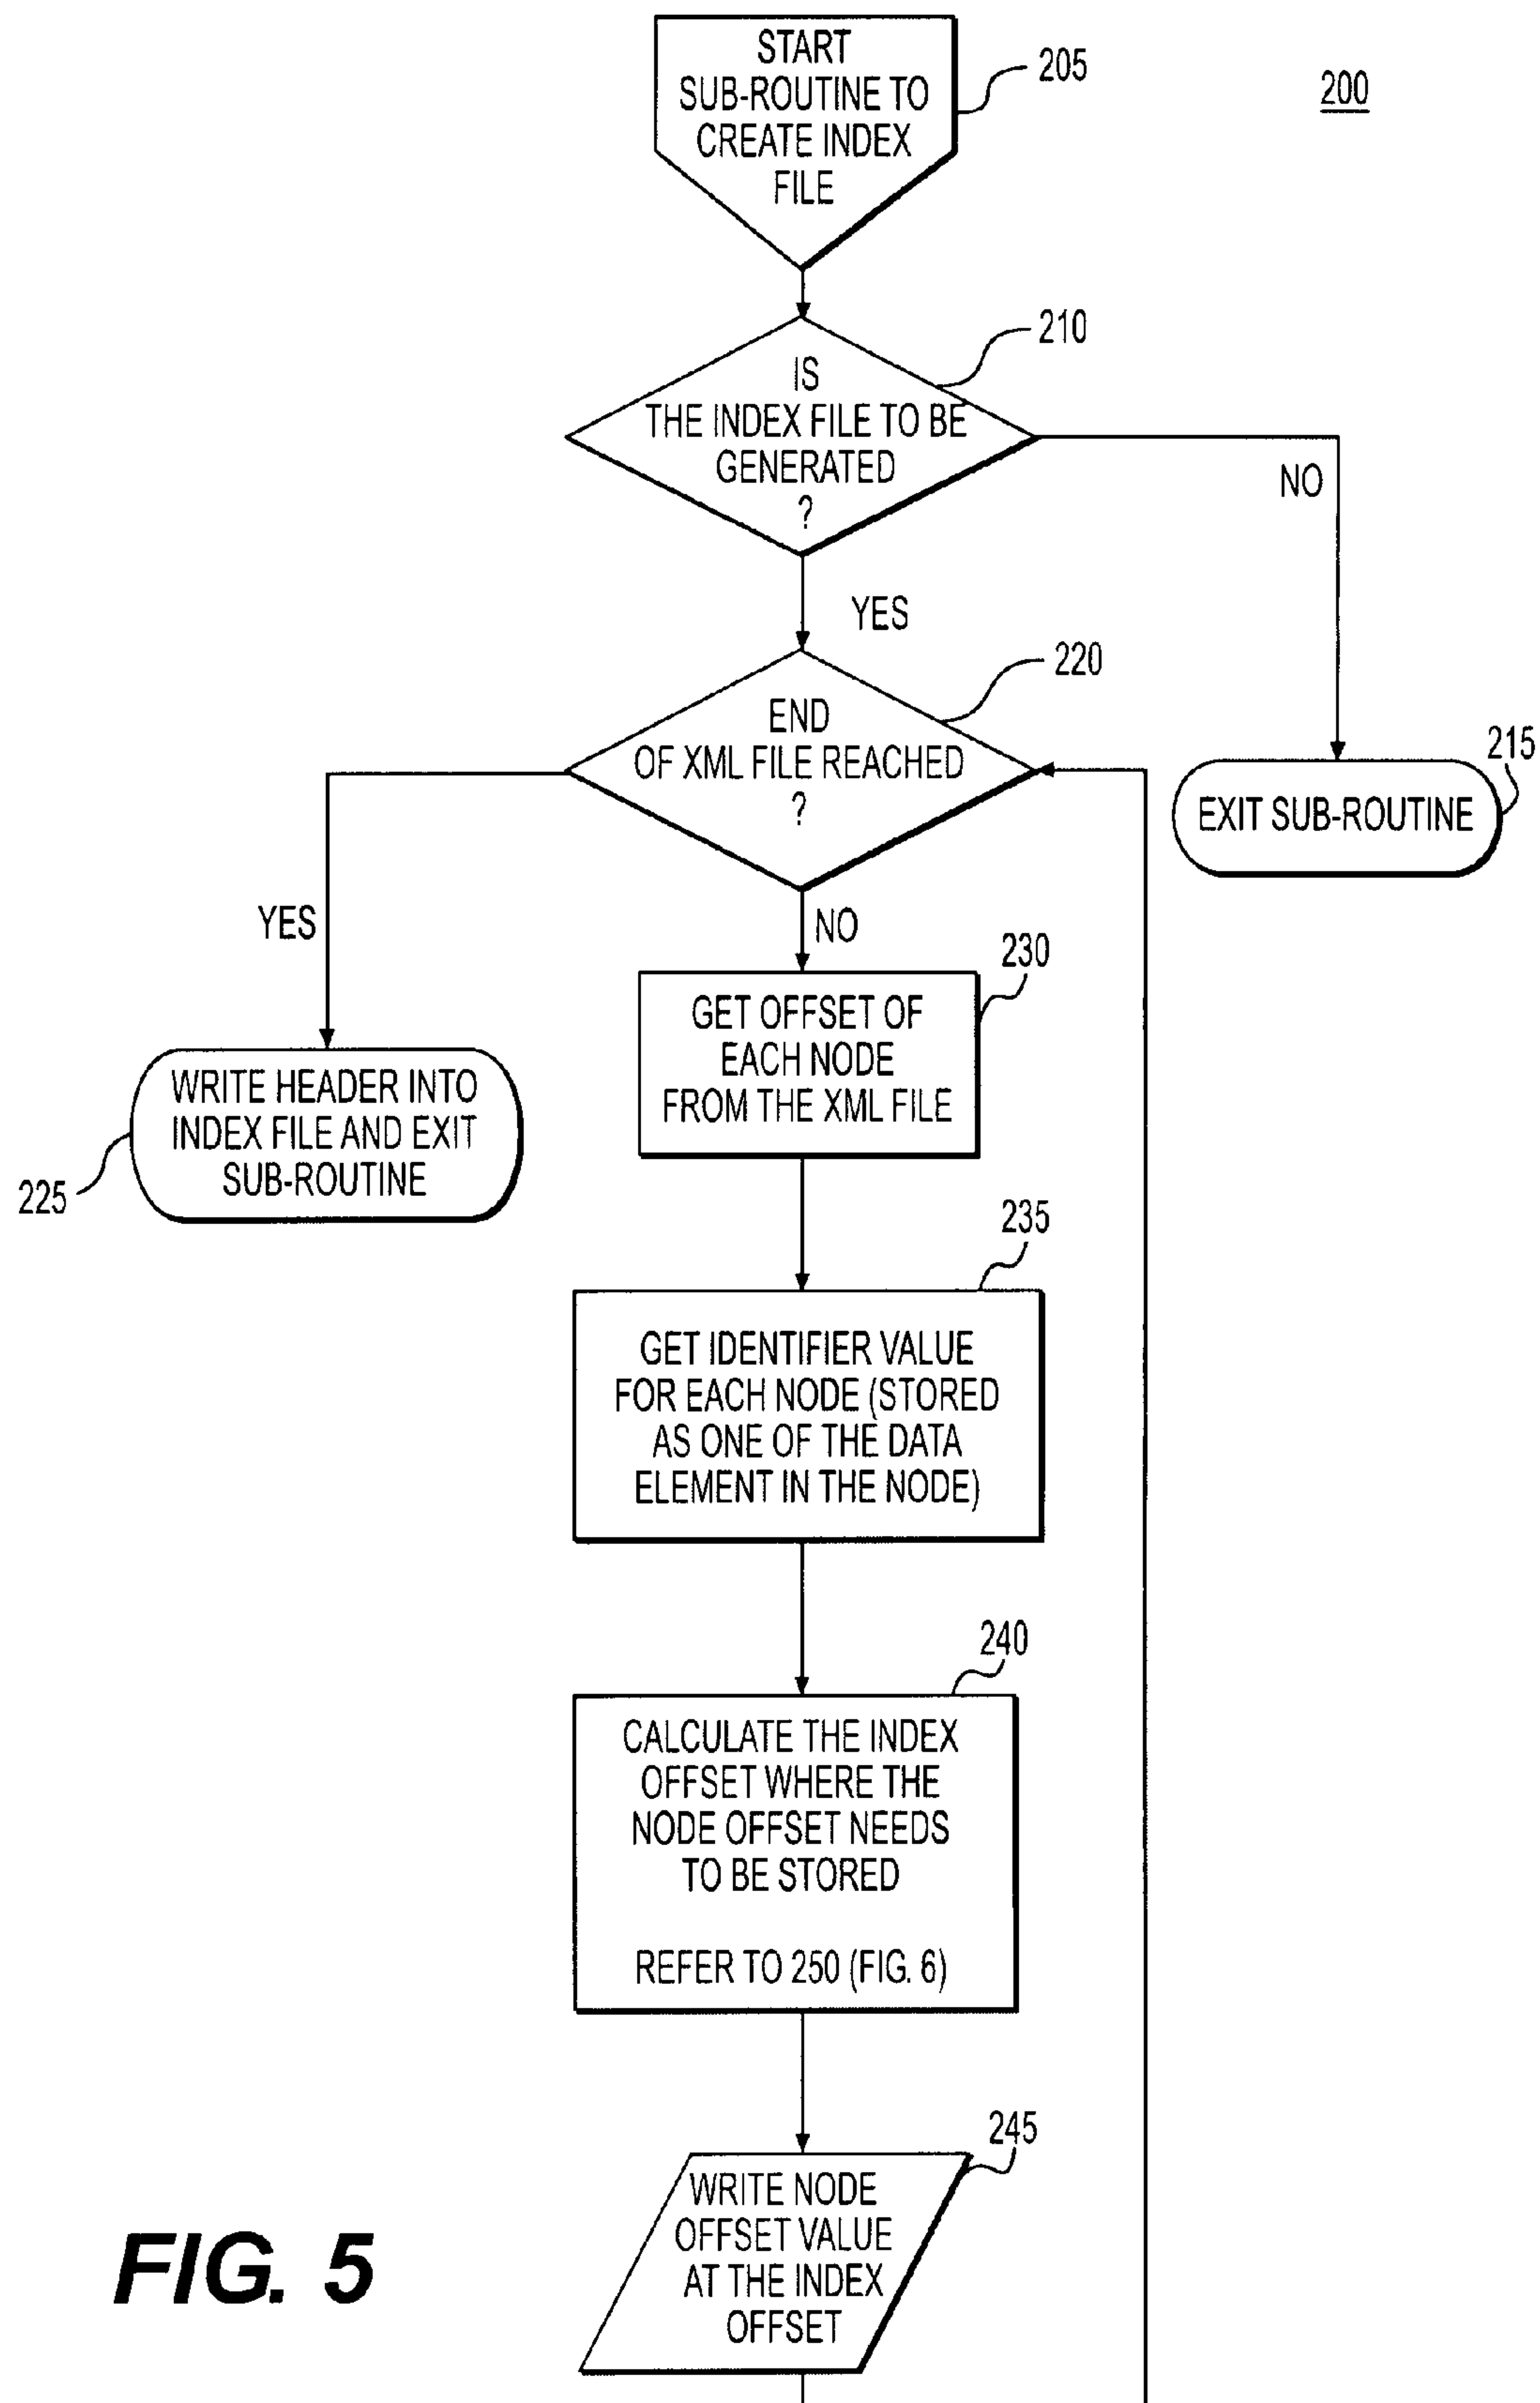 START
SUB-ROUTINE TO
CREATE INDEX
FILE
205
200
210
IS
THE INDEX FILE TO BE
GENERATED
?
NO
YES
220
END
OF XML FILE REACHED
?
215
EXIT SUB-ROUTINE
YES
NO
230
GET OFFSET OF
EACH NODE
FROM THE XML FILE
WRITE HEADER INTO
INDEX FILE AND EXIT
SUB-ROUTINE
225
235
GET IDENTIFIER VALUE
FOR EACH NODE (STORED
AS ONE OF THE DATA
ELEMENT IN THE NODE)
240
CALCULATE THE INDEX
OFFSET WHERE THE
NODE OFFSET NEEDS
TO BE STORED
REFER TO 250 (FIG. 6)
245
WRITE NODE
OFFSET VALUE
AT THE INDEX
OFFSET
FIG. 5